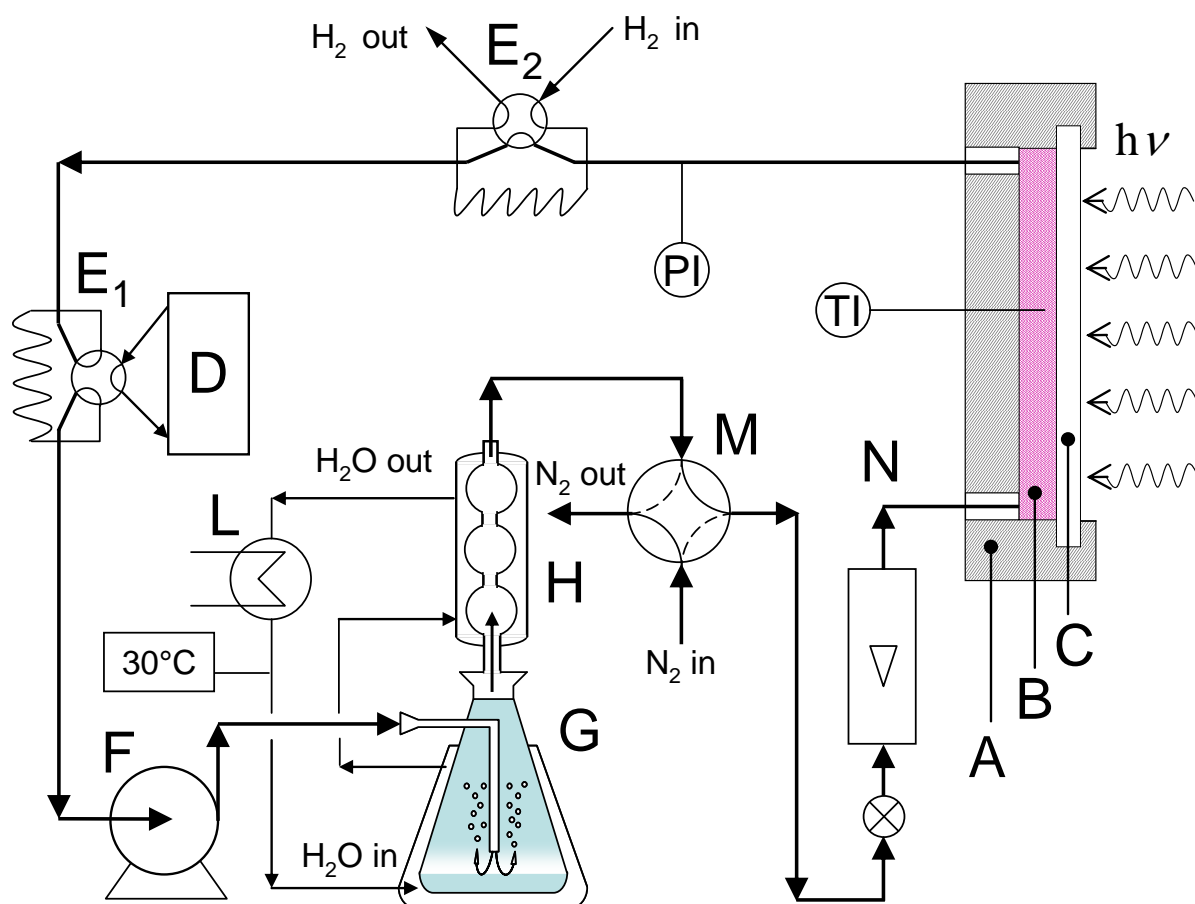 H2 out
E2
H2 in
hν
E1
PI
TI
D
M
N
H2O out
N2 out
L
H
30°C
N2 in
C
B
A
G
F
H2O in